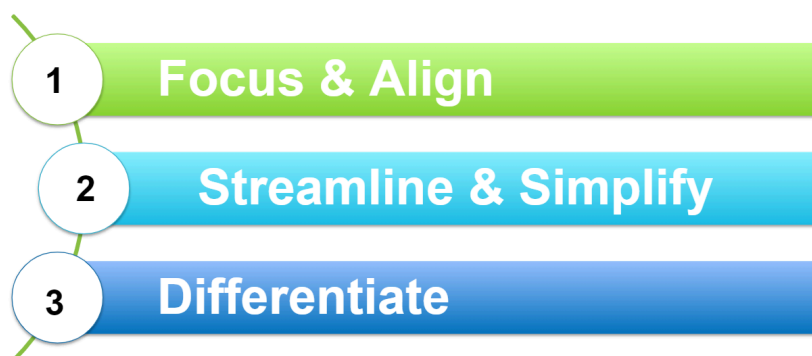 1 Focus & Align
2 Streamline & Simplify
3 Differentiate